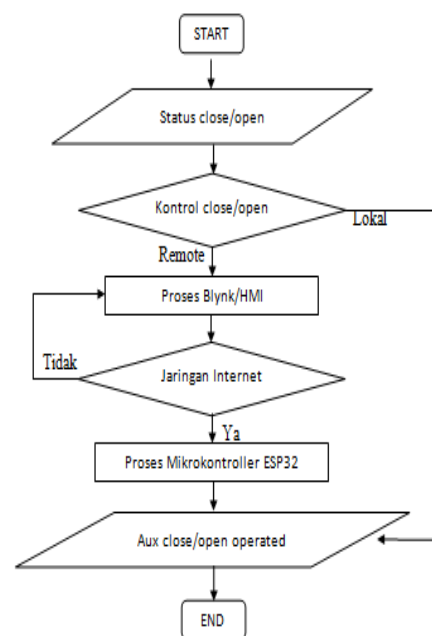 START
Status close/open
Kontrol close/open
Lokal
Remote
Proses Blynk/HMI
Tidak
Jaringan Internet
Ya
Proses Mikrokontroller ESP32
Aux close/open operated
END